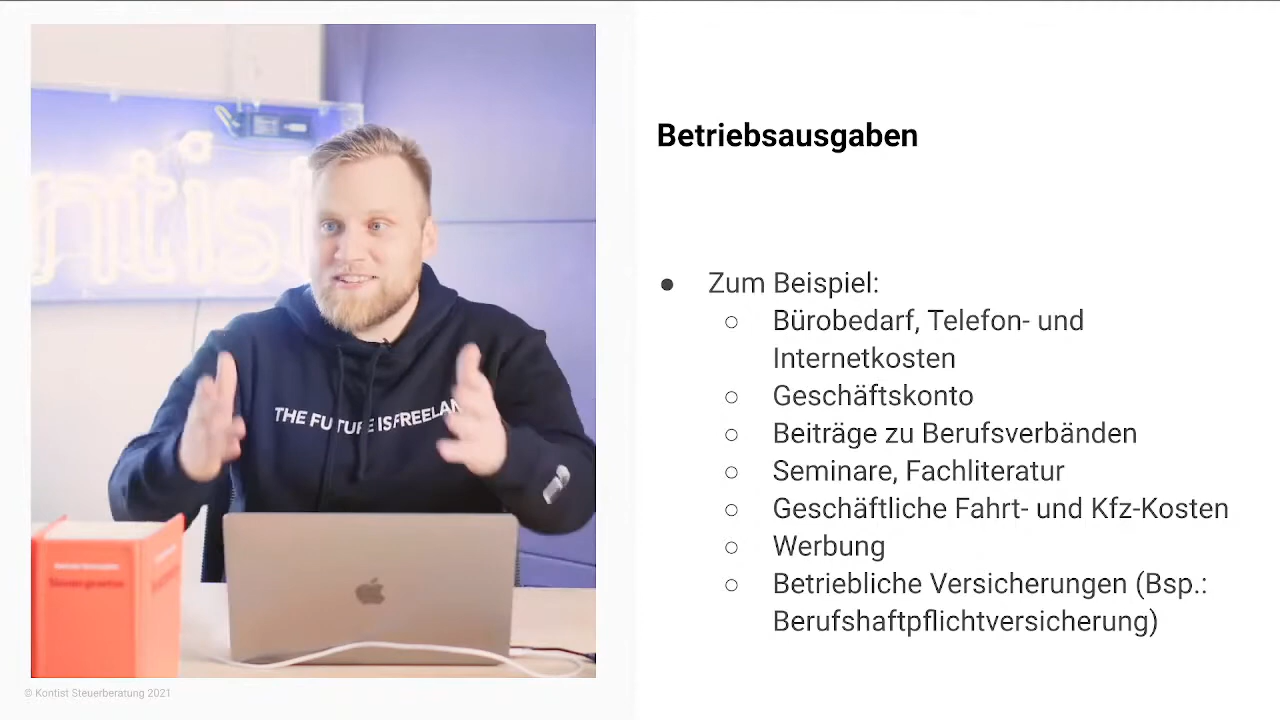 Betriebsausgaben
● Zum Beispiel:
○ Bürobedarf, Telefon- und
Internetkosten
○ Geschäftskonto
○ Beiträge zu Berufsverbänden
○ Seminare, Fachliteratur
○ Geschäftliche Fahrt- und Kfz-Kosten
○ Werbung
○ Betriebliche Versicherungen (Bsp.:
Berufshaftpflichtversicherung)
ntist
THE FUTURE IS FREELAN
© Kontist Steuerberatung 2021